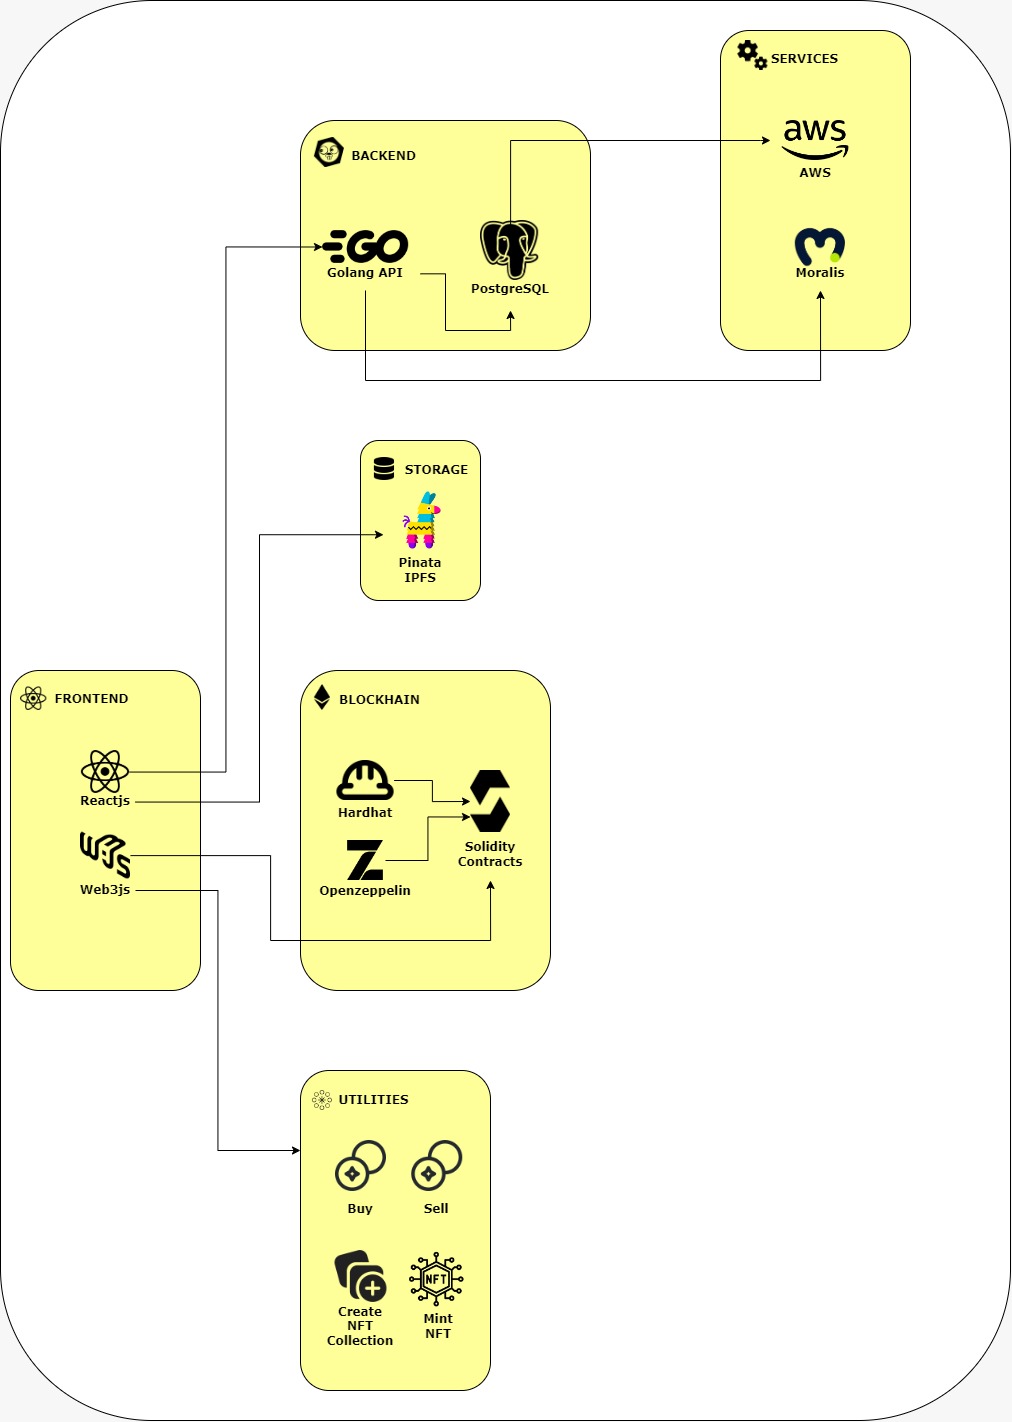 SERVICES
aws
AWS
Moralis
BACKEND
GO
Golang API
PostgreSQL
STORAGE
Pinata
IPFS
FRONTEND
Reactjs
W3JS
Web3js
BLOCKHAIN
Hardhat
Openzeppelin
Solidity
Contracts
UTILITIES
Buy
Sell
Create
NFT
Collection
NFT
Mint
NFT